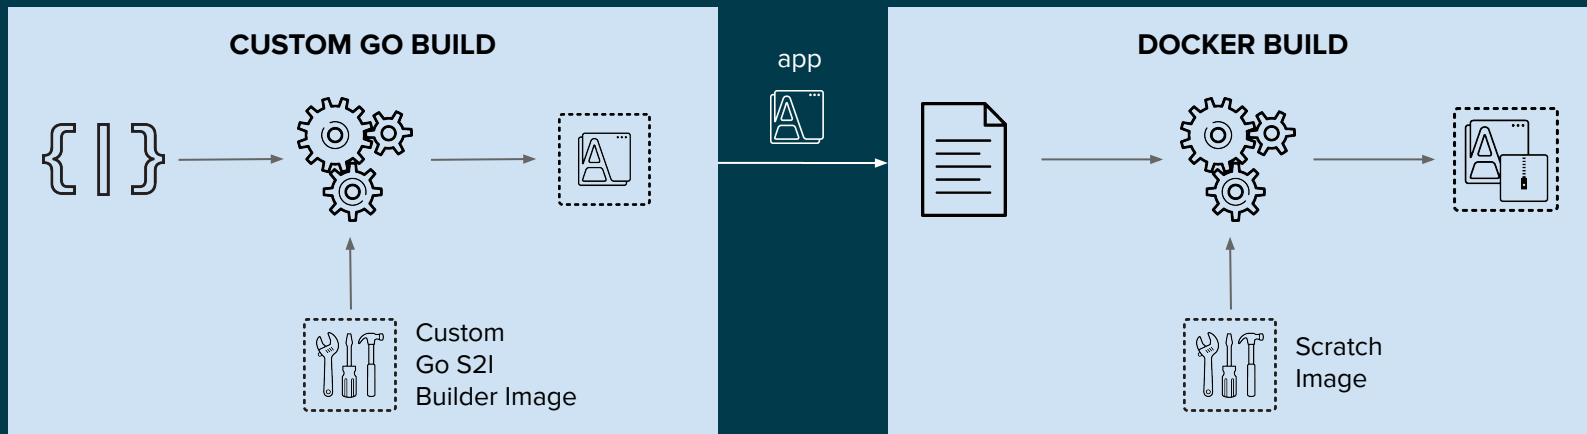 CUSTOM GO BUILD
app
DOCKER BUILD
Custom
Go S2I
Builder Image
Scratch
Image